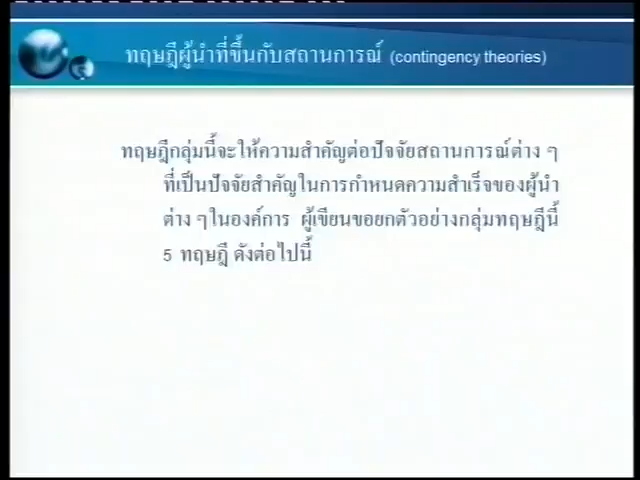 ทฤษฎีผู้นำที่ขึ้นกับสถานการณ์ (contingency theories)
ทฤษฎีกลุ่มนี้จะให้ความสำคัญต่อปัจจัยสถานการณ์ต่าง ๆ
ที่เป็นปัจจัยสำคัญในการกำหนดความสำเร็จของผู้นำ
ต่าง ๆในองค์การ ผู้เขียนขอยกตัวอย่างกลุ่มทฤษฎีนี้
5 ทฤษฎี ดังต่อไปนี้